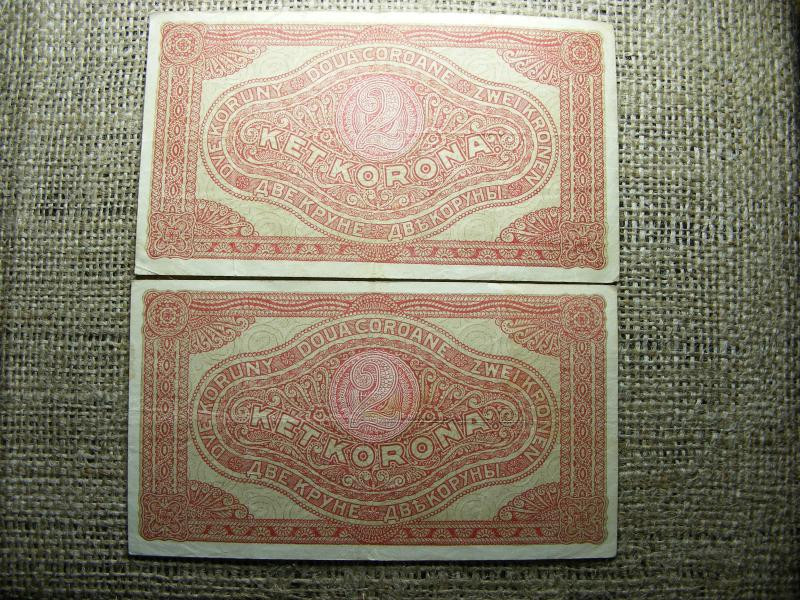 DVE KORUNY DOUA COROANE ZWEI KRONEN
2
KÉT KORONA
ДВЕ КРУНЕ ДВѢ КОРУНЫ
DVE KORUNY DOUA COROANE ZWEI KRONEN
2
KÉT KORONA
ДВЕ КРУНЕ ДВѢ КОРУНЫ